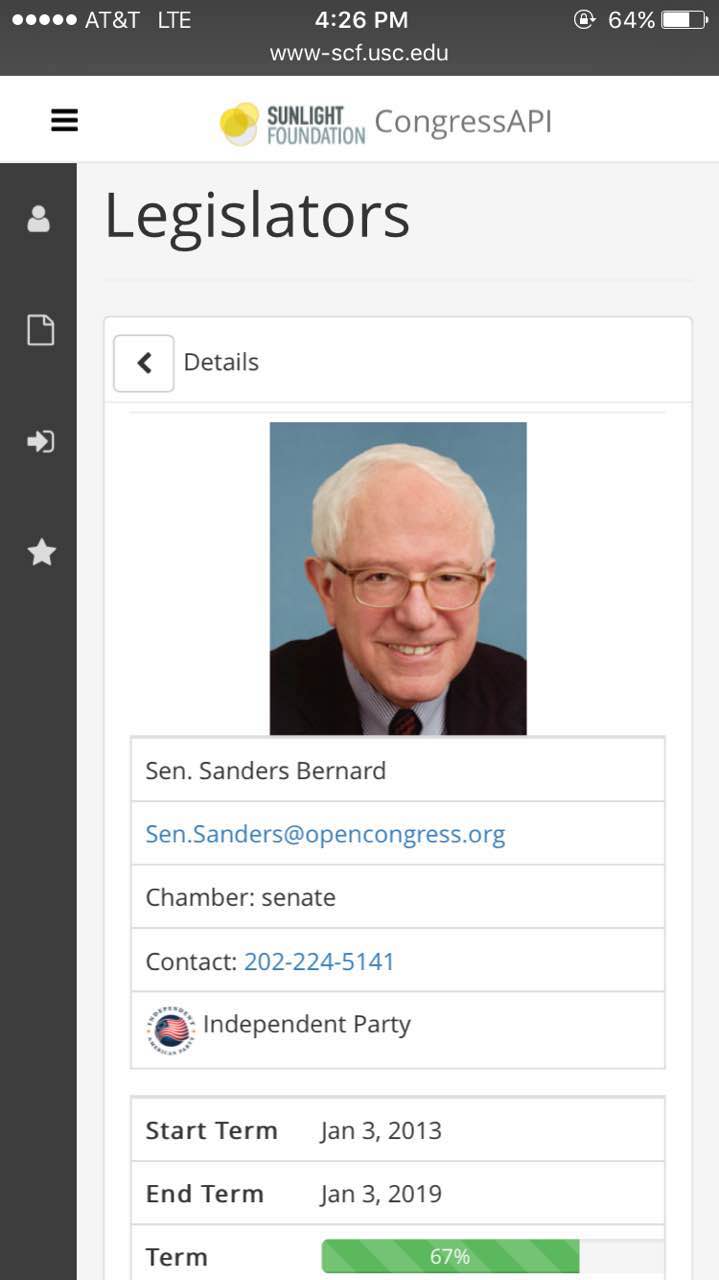 AT&T LTE 4:26 PM 64%
www-scf.usc.edu
SUNLIGHT
FOUNDATION
CongressAPI
Legislators
Details
Sen. Sanders Bernard
Sen.Sanders@opencongress.org
Chamber: senate
Contact: 202-224-5141
INDEPENDENT
AMERICAN PARTY
Independent Party
Start Term Jan 3, 2013
End Term Jan 3, 2019
Term 67%